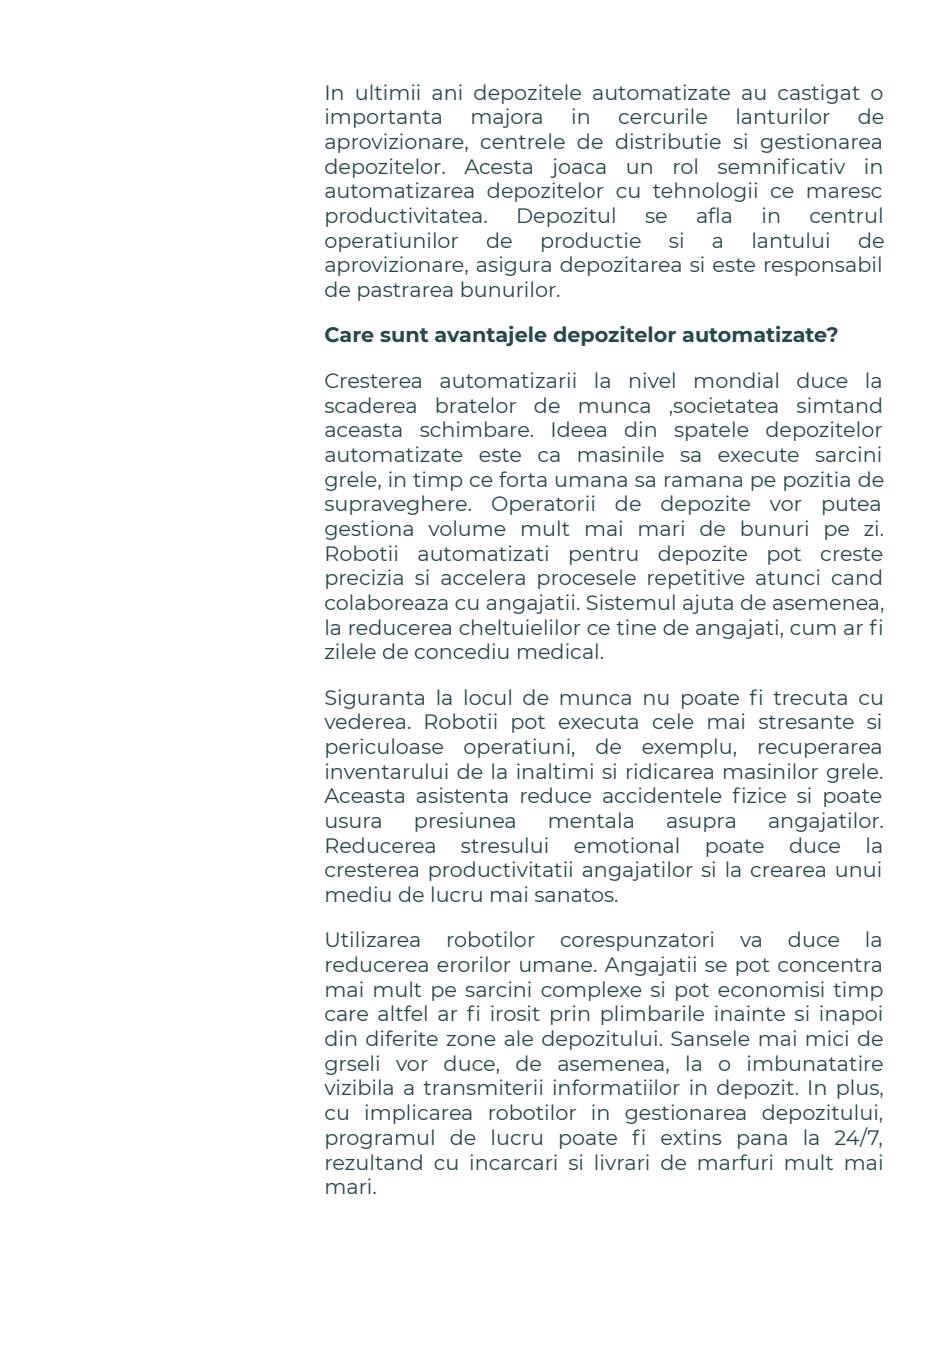 In ultimii ani depozitele automatizate au castigat o
importanta majora in cercurile lanturilor de
aprovizionare, centrele de distributie si gestionarea
depozitelor. Acesta joaca un rol semnificativ in
automatizarea depozitelor cu tehnologii ce maresc
productivitatea. Depozitul se afla in centrul
operatiunilor de productie si a lantului de
aprovizionare, asigura depozitarea si este responsabil
de pastrarea bunurilor.
Care sunt avantajele depozitelor automatizate?
Cresterea automatizarii la nivel mondial duce la
scaderea bratelor de munca ,societatea simtand
aceasta schimbare. Ideea din spatele depozitelor
automatizate este ca masinile sa execute sarcini
grele, in timp ce forta umana sa ramana pe pozitia de
supraveghere. Operatorii de depozite vor putea
gestiona volume mult mai mari de bunuri pe zi.
Robotii automatizati pentru depozite pot creste
precizia si accelera procesele repetitive atunci cand
colaboreaza cu angajatii. Sistemul ajuta de asemenea,
la reducerea cheltuielilor ce tine de angajati, cum ar fi
zilele de concediu medical.
Siguranta la locul de munca nu poate fi trecuta cu
vederea. Robotii pot executa cele mai stresante si
periculoase operatiuni, de exemplu, recuperarea
inventarului de la inaltimi si ridicarea masinilor grele.
Aceasta asistenta reduce accidentele fizice si poate
usura presiunea mentala asupra angajatilor.
Reducerea stresului emotional poate duce la
cresterea productivitatii angajatilor si la crearea unui
mediu de lucru mai sanatos.
Utilizarea robotilor corespunzatori va duce la
reducerea erorilor umane. Angajatii se pot concentra
mai mult pe sarcini complexe si pot economisi timp
care altfel ar fi irosit prin plimbarile inainte si inapoi
din diferite zone ale depozitului. Sansele mai mici de
grseli vor duce, de asemenea, la o imbunatatire
vizibila a transmiterii informatiilor in depozit. In plus,
cu implicarea robotilor in gestionarea depozitului,
programul de lucru poate fi extins pana la 24/7,
rezultand cu incarcari si livrari de marfuri mult mai
mari.